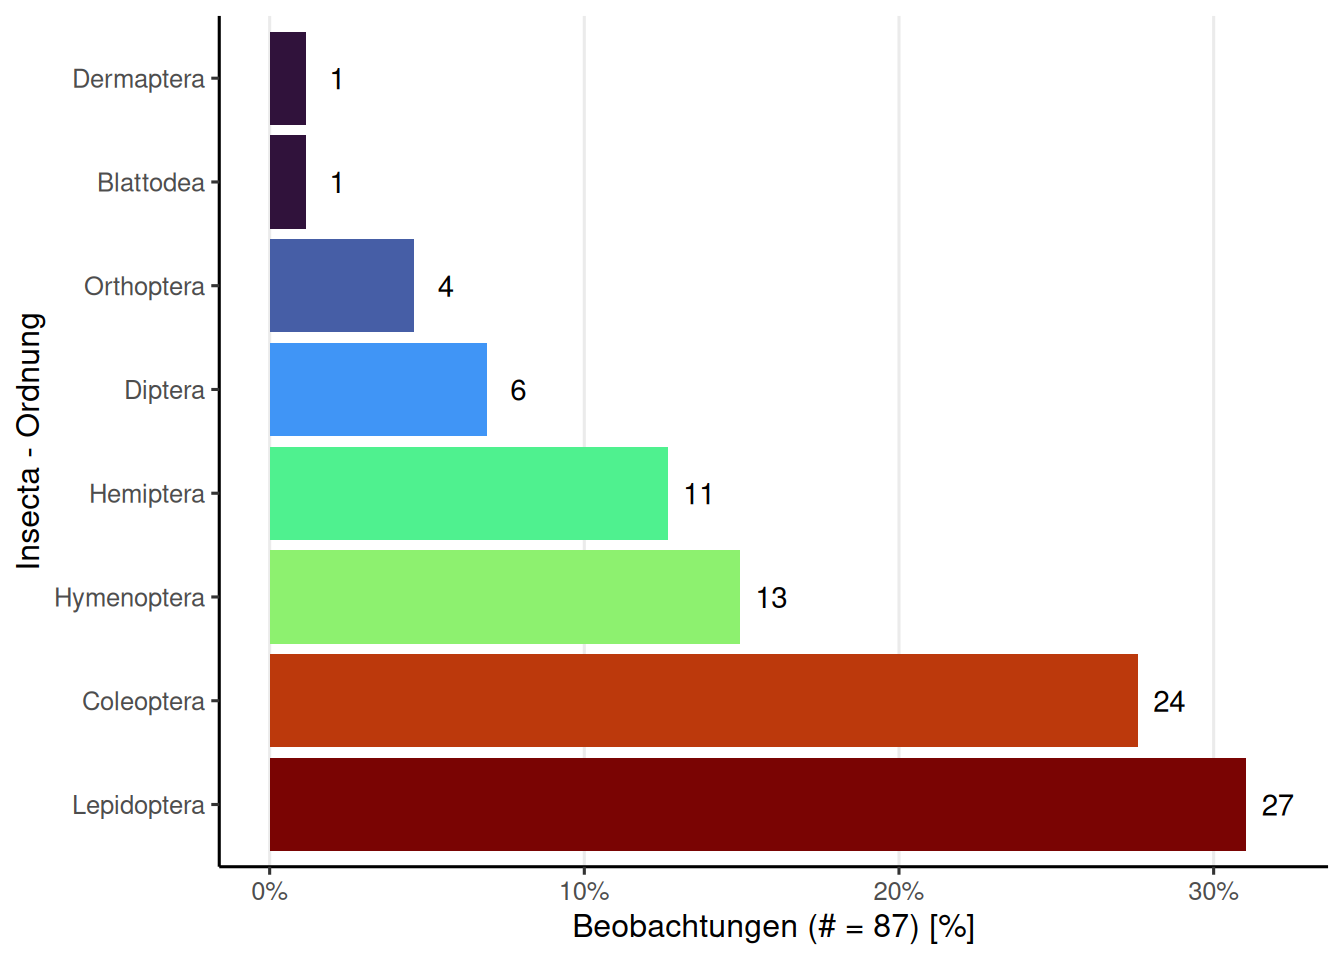 Insecta - Ordnung
Dermaptera 1
Blattodea 1
Orthoptera 4
Diptera 6
Hemiptera 11
Hymenoptera 13
Coleoptera 24
Lepidoptera 27
0% 10% 20% 30%
Beobachtungen (# = 87) [%]